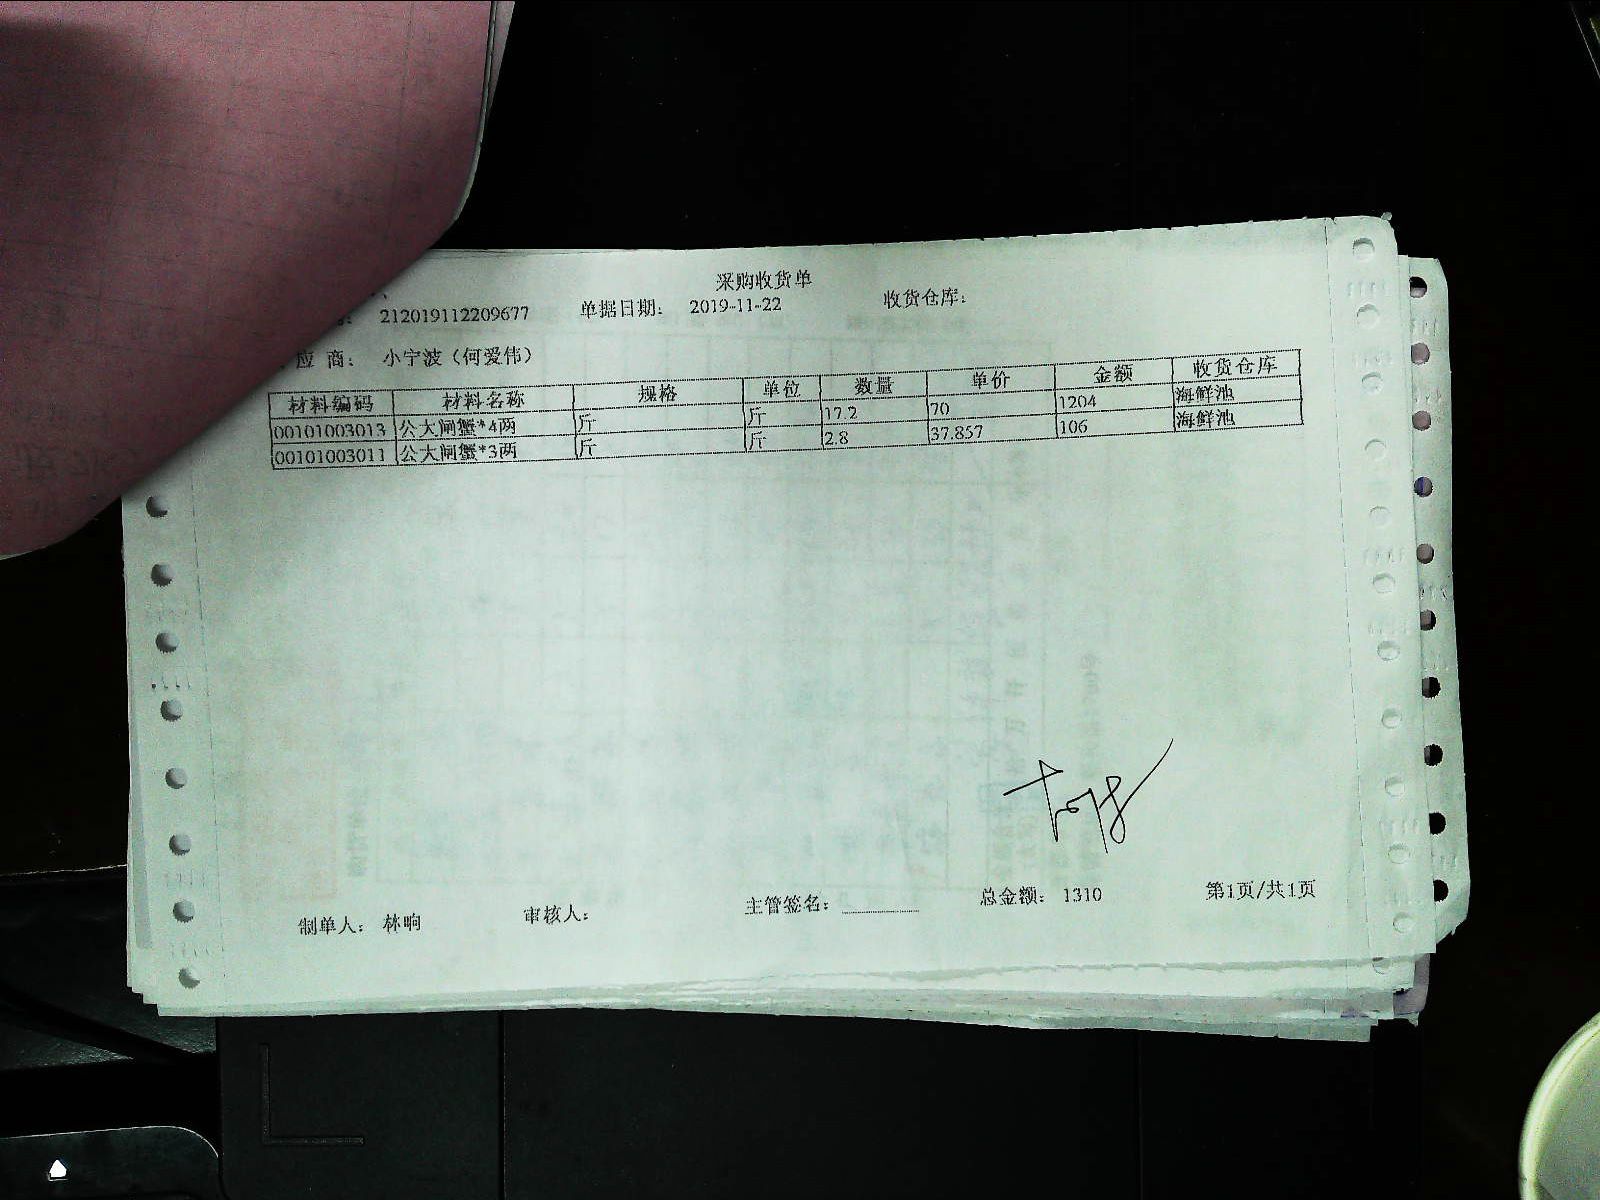 采购收货单
212019112209677 单据日期: 2019-11-22 收货仓库:
应 商: 小宁波（何爱伟）
材料编码 材料名称 规格 单位 数量 单价 金额 收货仓库
00101003013 公大闸蟹*4两 斤 斤 17.2 70 1204 海鲜池
00101003011 公大闸蟹*3两 斤 斤 2.8 37.857 106 海鲜池
制单人: 林晌 审核人: 主管签名: 总金额: 1310 第1页/共1页